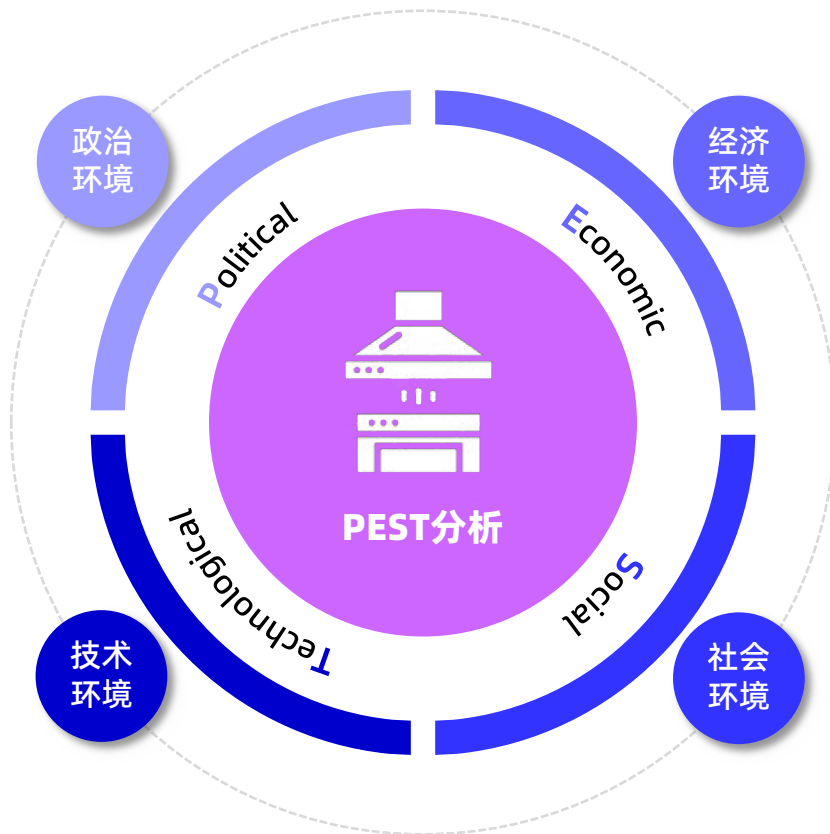 政治
环境
经济
环境
Political
Economic
PEST分析
Technological
Social
技术
环境
社会
环境